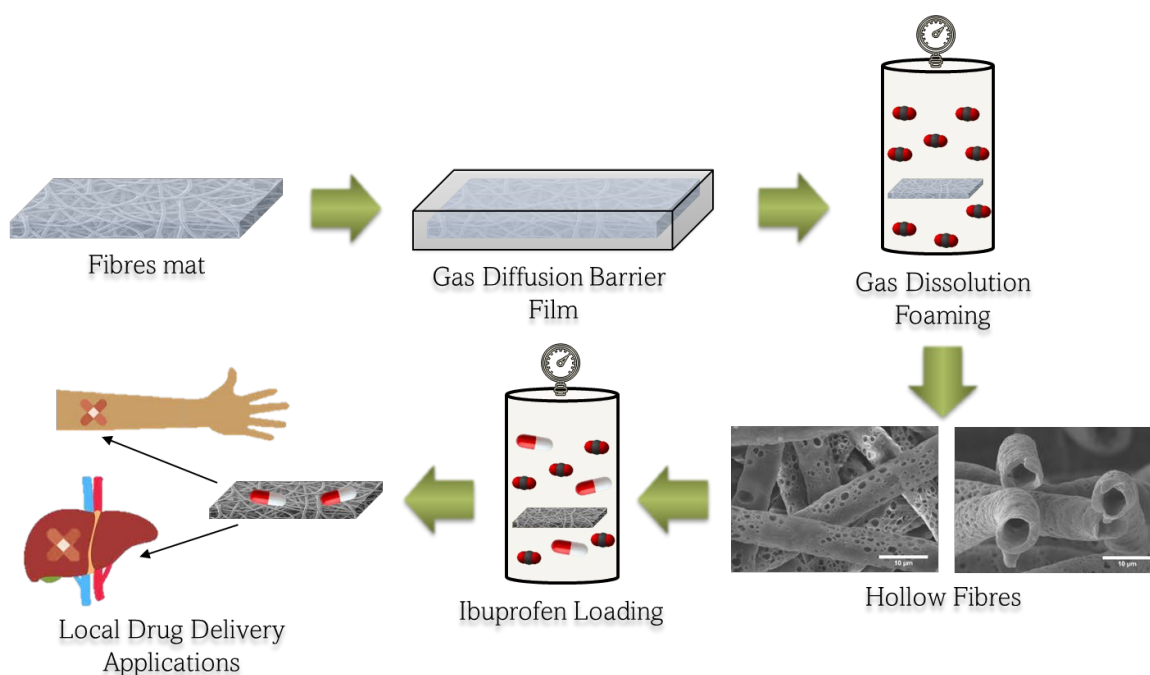 Fibres mat
Gas Diffusion Barrier
Film
Gas Dissolution
Foaming
10 µm
10 µm
Hollow Fibres
Ibuprofen Loading
Local Drug Delivery
Applications